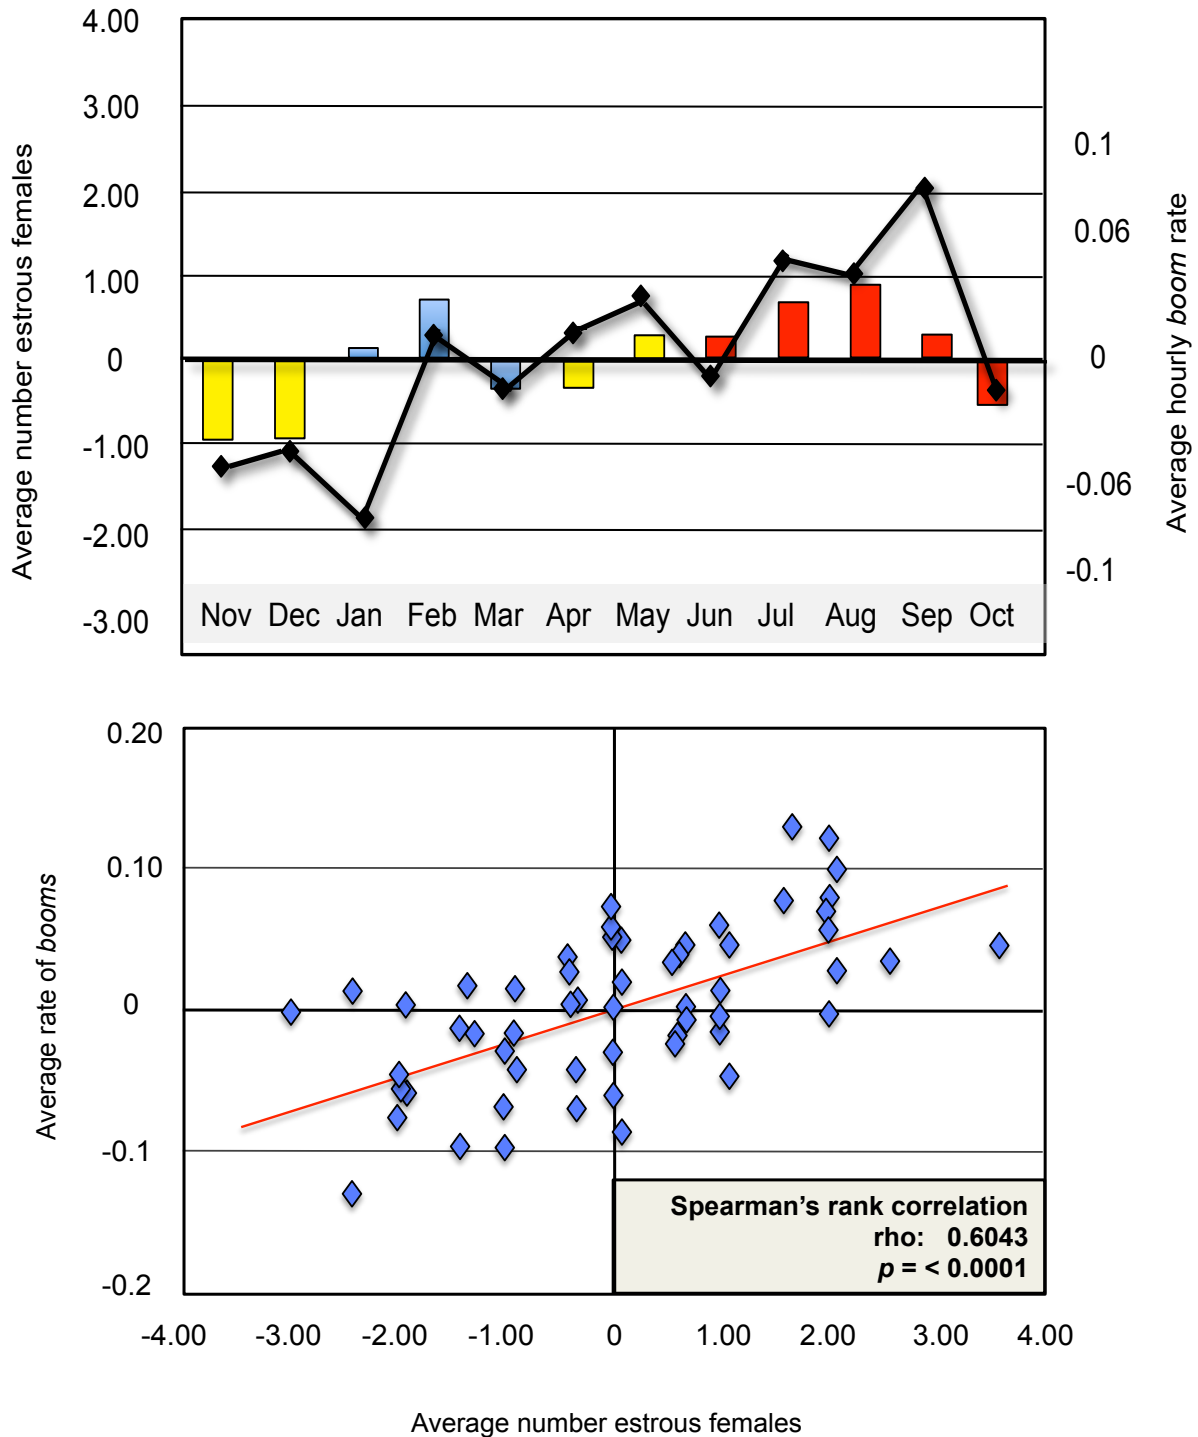 4.00
3.00
2.00
1.00
0
-1.00
-2.00
-3.00
Average number estrous females
0.1
0.06
0
-0.06
-0.1
Average hourly boom rate
Nov Dec Jan Feb Mar Apr May Jun Jul Aug Sep Oct
0.20
0.10
0
-0.1
-0.2
Average rate of booms
Spearman’s rank correlation
rho: 0.6043
p = < 0.0001
-4.00 -3.00 -2.00 -1.00 0 1.00 2.00 3.00 4.00
Average number estrous females